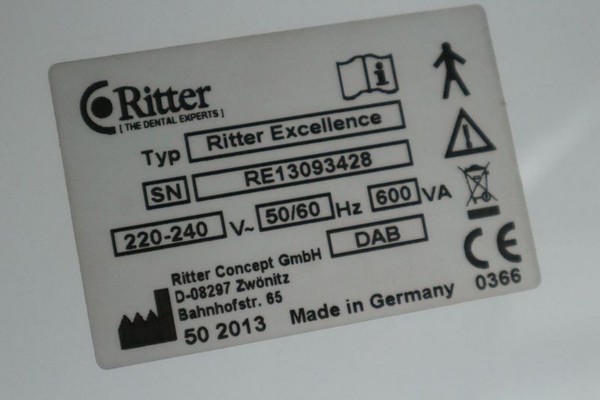 Ritter
[ THE DENTAL EXPERTS ]
Typ Ritter Excellence
SN RE13093428
220-240 V~ 50/60 Hz 600 VA
DAB
Ritter Concept GmbH
D-08297 Zwönitz
Bahnhofstr. 65
50 2013 Made in Germany
CE 0366